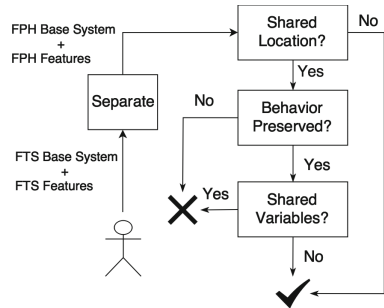 FPH Base System
+
FPH Features
Shared
Location?
No
Yes
Separate
No
Behavior
Preserved?
FTS Base System
+
FTS Features
Yes
Yes
Shared
Variables?
No